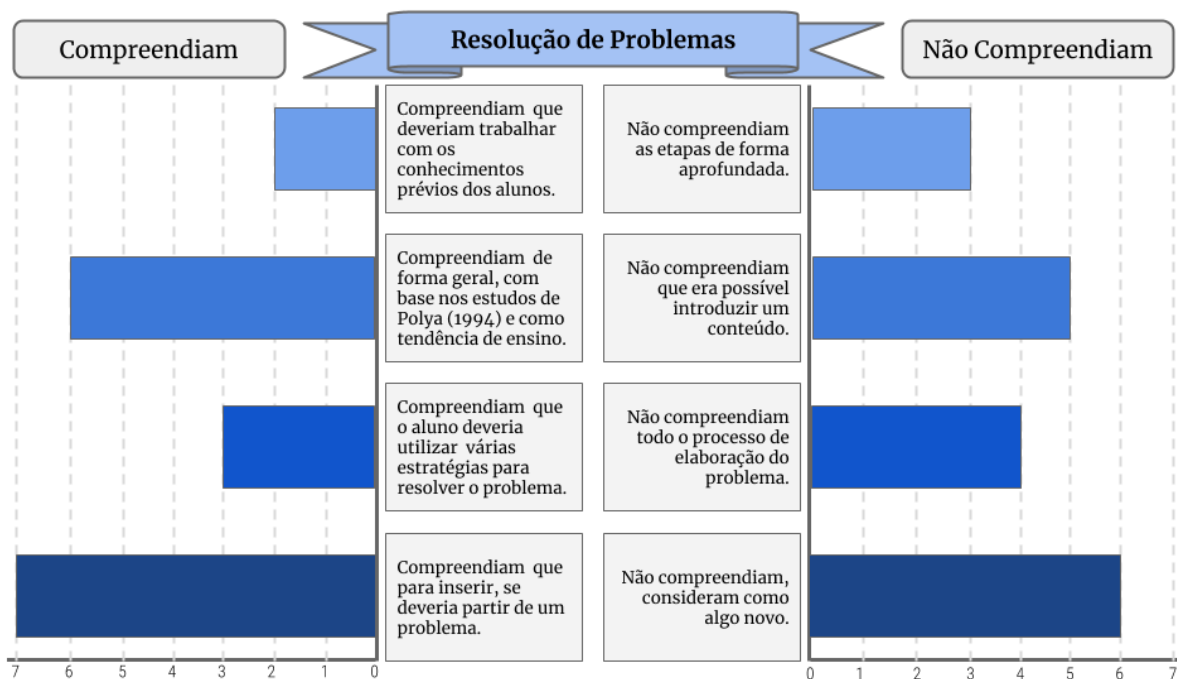 Compreendiam
Resolução de Problemas
Não Compreendiam
Compreendiam que
deveriam trabalhar
com os
conhecimentos
prévios dos alunos.
Não compreendiam
as etapas de forma
aprofundada.
Compreendiam de
forma geral, com
base nos estudos de
Polya (1994) e como
tendência de ensino.
Não compreendiam
que era possível
introduzir um
conteúdo.
Compreendiam que
o aluno deveria
utilizar várias
estratégias para
resolver o problema.
Não compreendiam
todo o processo de
elaboração do
problema.
Compreendiam que
para inserir, se
deveria partir de um
problema.
Não compreendiam,
consideram como
algo novo.
7 6 5 4 3 2 1 0
0 1 2 3 4 5 6 7